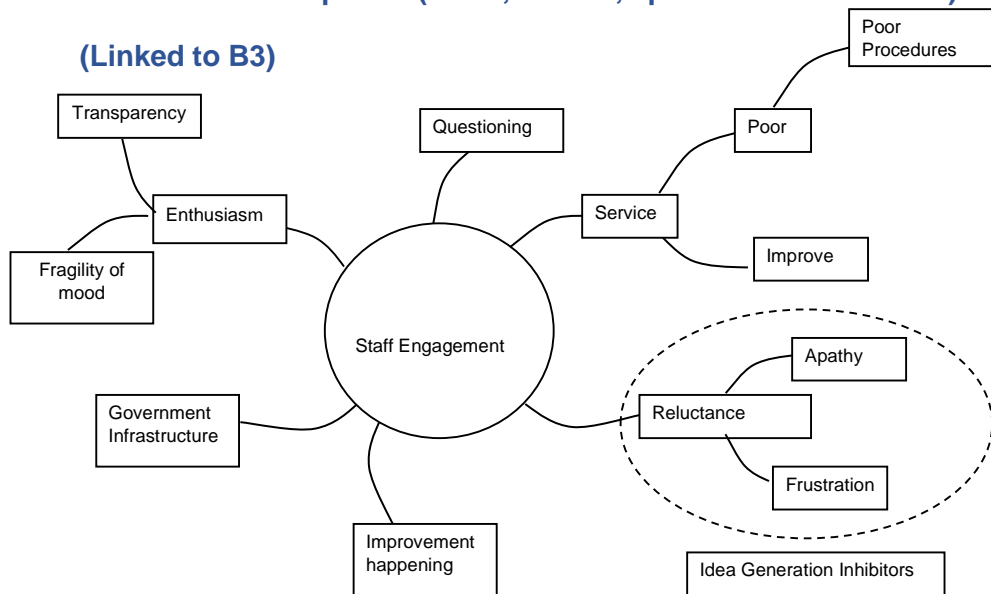 (Linked to B3)
Poor
Procedures
Transparency
Questioning
Poor
Enthusiasm
Service
Fragility of
mood
Improve
Staff Engagement
Apathy
Government
Infrastructure
Reluctance
Frustration
Improvement
happening
Idea Generation Inhibitors